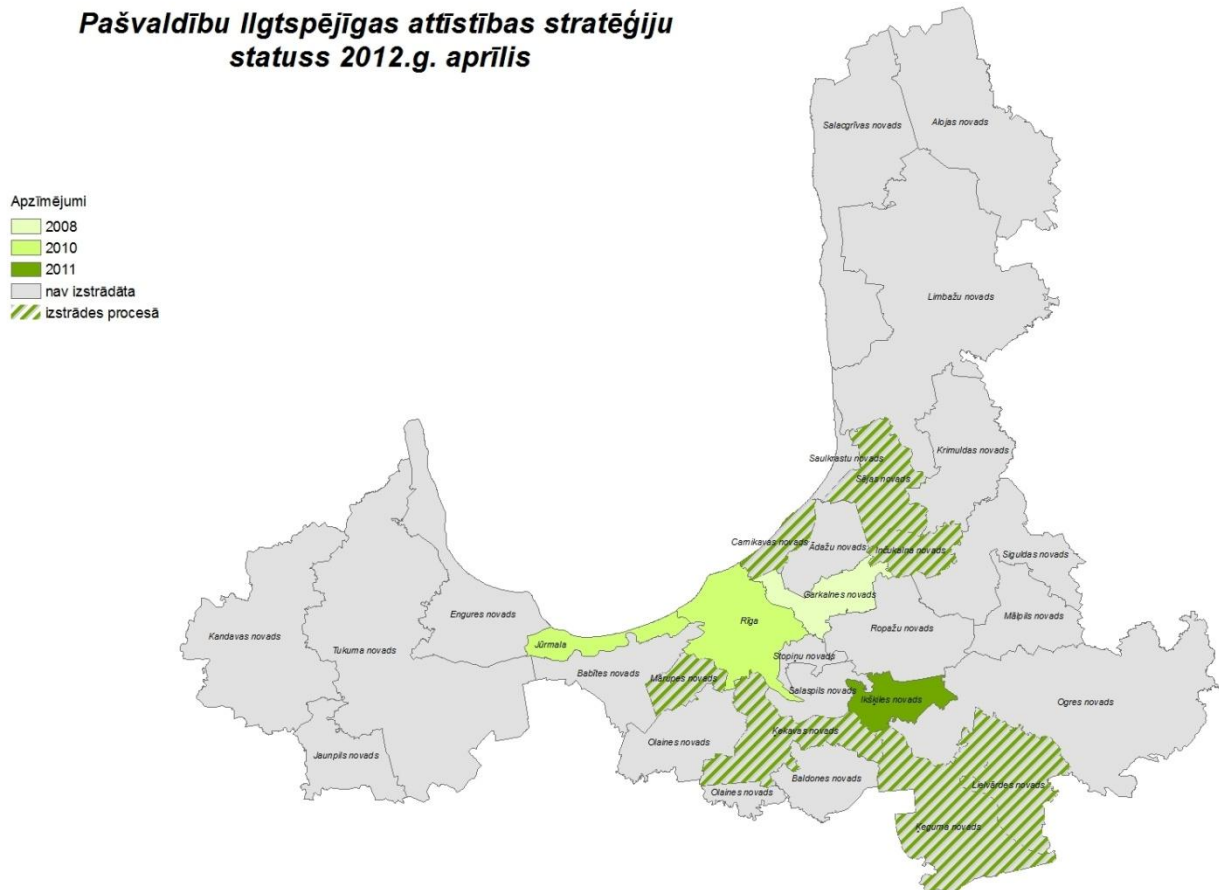 Pašvaldību Ilgtspējīgas attīstības stratēģiju
statuss 2012.g. aprīlis
Apzīmējumi
2008
2010
2011
nav izstrādāta
izstrādes procesā
Salacgrīvas novads
Alojas novads
Limbažu novads
Krimuldas novads
Saulkrastu novads
Sējas novads
Carnikavas novads
Ādažu novads
Inčukalna novads
Siguldas novads
Garkalnes novads
Mālpils novads
Engures novads
Rīga
Ropažu novads
Kandavas novads
Tukuma novads
Jūrmala
Stopiņu novads
Babītes novads
Mārupes novads
Salaspils novads
Ikšķiles novads
Ogres novads
Ķekavas novads
Olaines novads
Jaunpils novads
Baldones novads
Olaines novads
Lielvārdes novads
Ķeguma novads